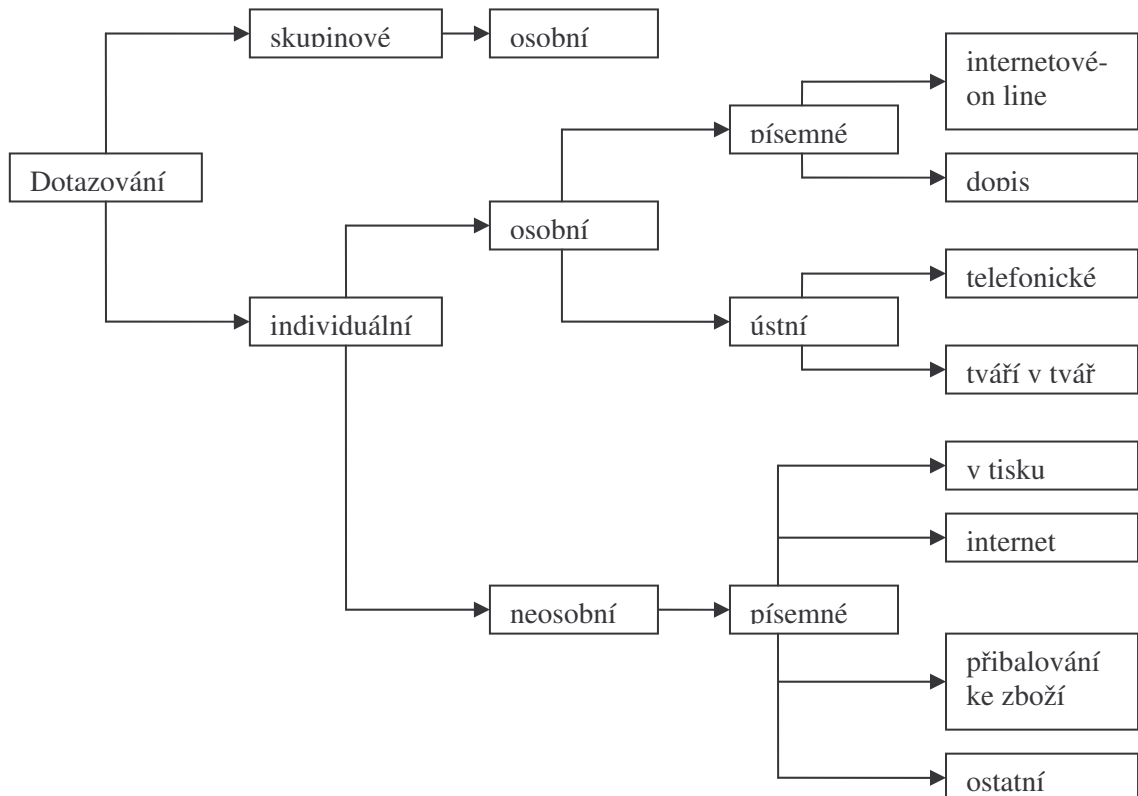 skupinové
osobní
internetové-
on line
písemné
Dotazování
dopis
osobní
telefonické
individuální
ústní
tváří v tvář
v tisku
internet
neosobní
písemné
přibalování
ke zboží
ostatní